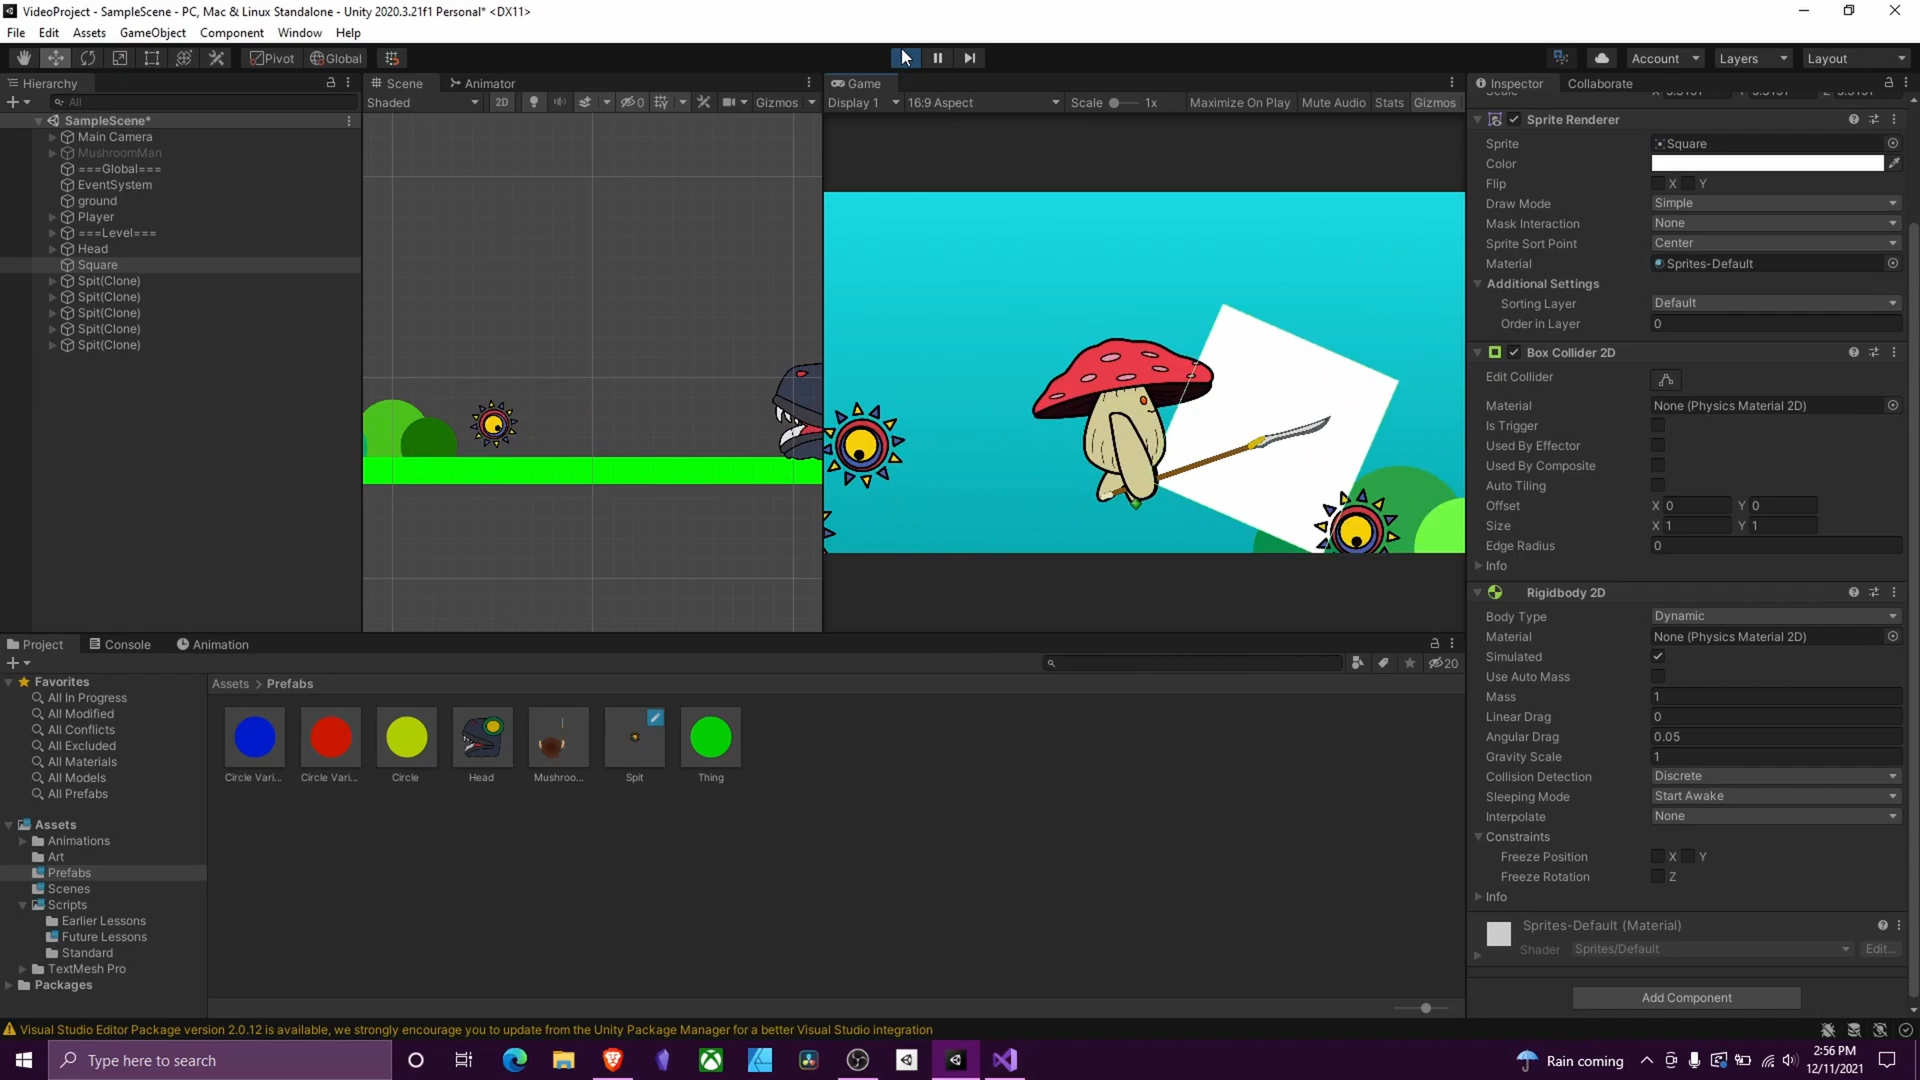 VideoProject - SampleScene - PC, Mac & Linux Standalone - Unity 2020.3.21f1 Personal* <DX11>
File Edit Assets GameObject Component Window Help
Pivot Global Account Layers Layout
Hierarchy
All
SampleScene*
Main Camera
MushroomMan
===Global===
EventSystem
ground
Player
===Level===
Head
Square
Spit(Clone)
Spit(Clone)
Spit(Clone)
Spit(Clone)
Spit(Clone)
Scene Animator
Shaded 2D 0 Gizmos
Game
Display 1 16:9 Aspect Scale 1x Maximize On Play Mute Audio Stats Gizmos
Inspector Collaborate
Sprite Renderer
Sprite Square
Color
Flip X Y
Draw Mode Simple
Mask Interaction None
Sprite Sort Point Center
Material Sprites-Default
Additional Settings
Sorting Layer Default
Order in Layer 0
Box Collider 2D
Edit Collider
Material None (Physics Material 2D)
Is Trigger
Used By Effector
Used By Composite
Auto Tiling
Offset X 0 Y 0
Size X 1 Y 1
Edge Radius 0
Info
Rigidbody 2D
Body Type Dynamic
Material None (Physics Material 2D)
Simulated
Use Auto Mass
Mass 1
Linear Drag 0
Angular Drag 0.05
Gravity Scale 1
Collision Detection Discrete
Sleeping Mode Start Awake
Interpolate None
Constraints
Freeze Position X Y
Freeze Rotation Z
Info
Sprites-Default (Material)
Shader Sprites/Default Edit...
Add Component
Project Console Animation
20
Favorites
All In Progress
All Modified
All Conflicts
All Excluded
All Materials
All Models
All Prefabs
Assets
Animations
Art
Prefabs
Scenes
Scripts
Earlier Lessons
Future Lessons
Standard
TextMesh Pro
Packages
Assets > Prefabs
Circle Vari... Circle Vari... Circle Head Mushroo... Spit Thing
Visual Studio Editor Package version 2.0.12 is available, we strongly encourage you to update from the Unity Package Manager for a better Visual Studio integration
Type here to search
Rain coming
2:56 PM
12/11/2021